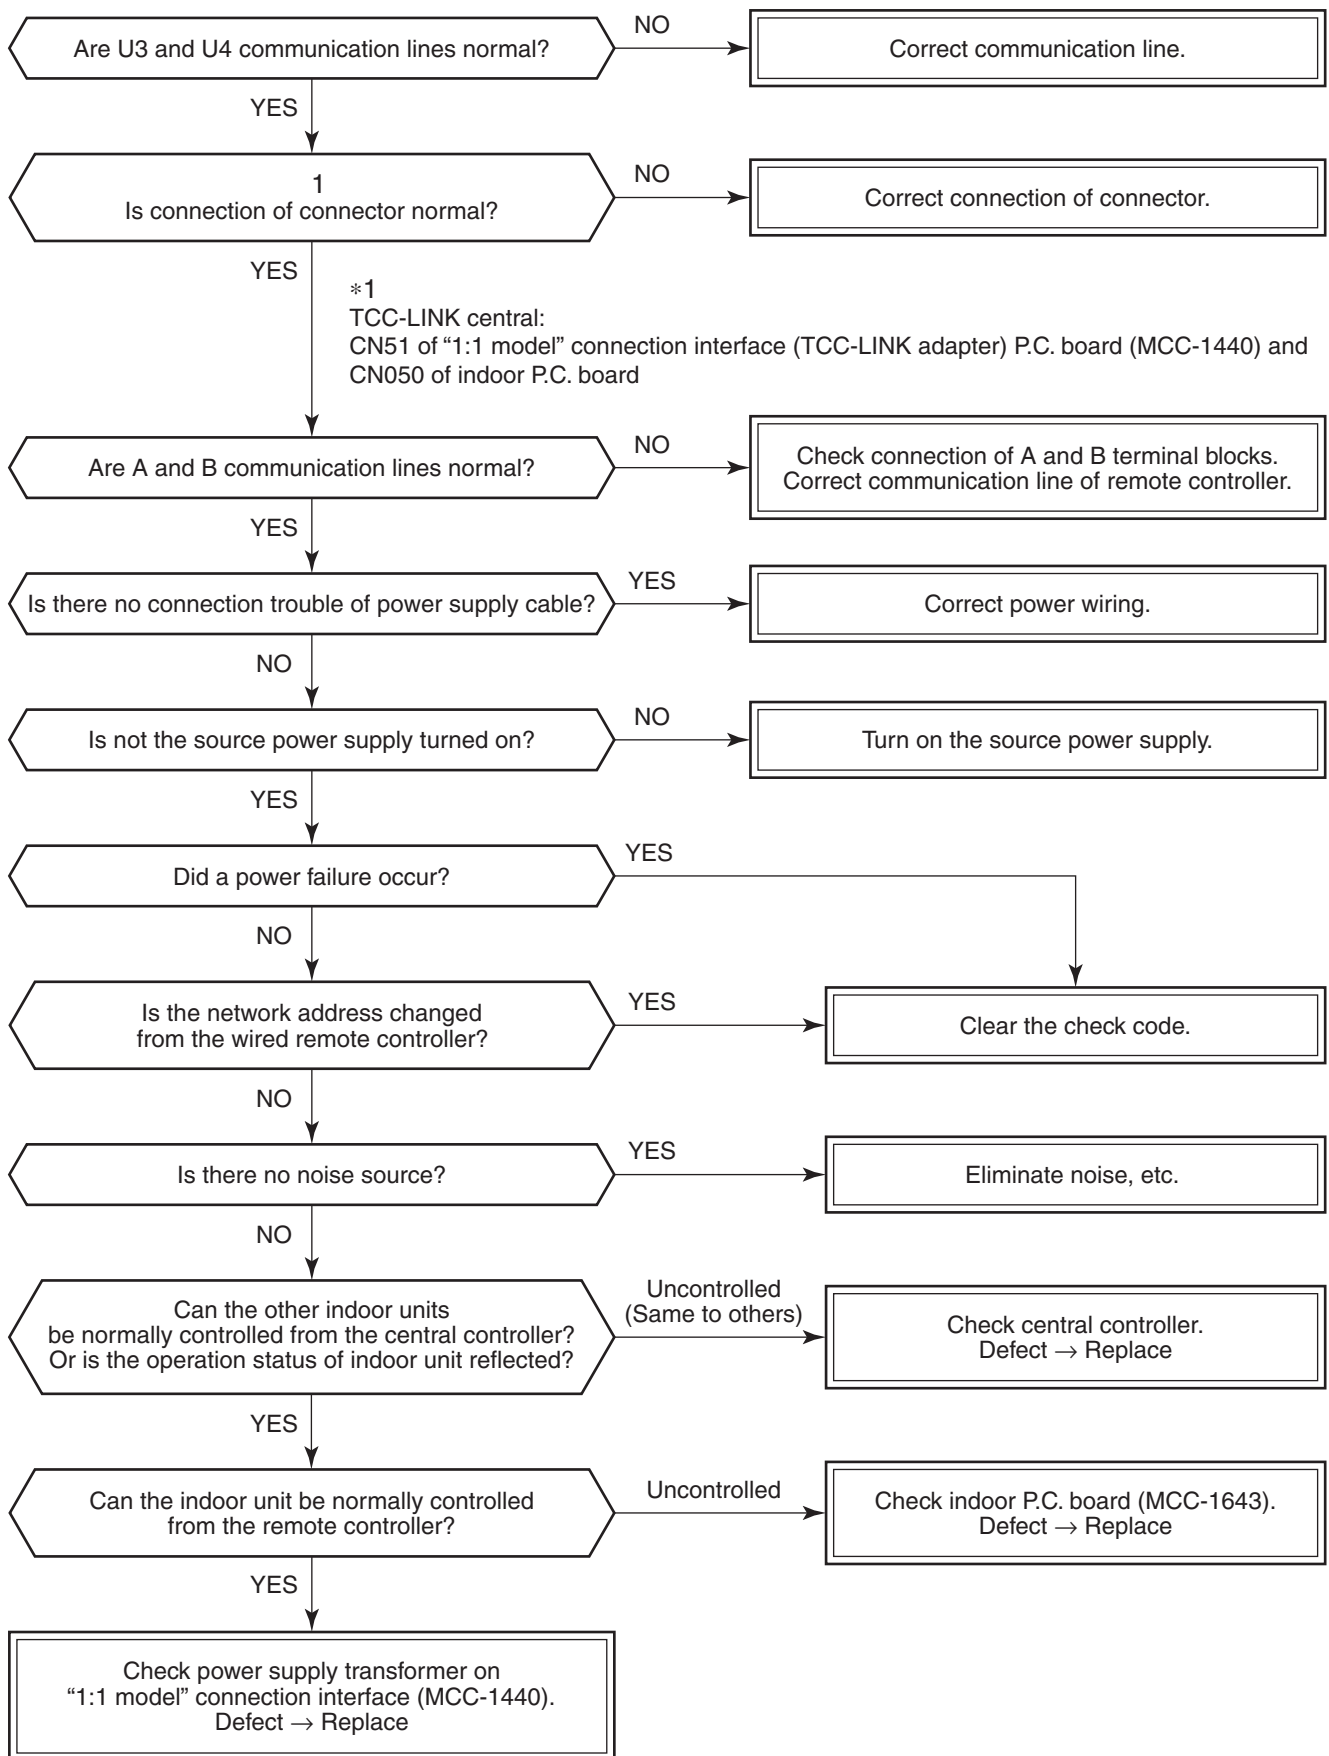 Are U3 and U4 communication lines normal?
NO
Correct communication line.
YES
1
Is connection of connector normal?
NO
Correct connection of connector.
YES
*1
TCC-LINK central:
CN51 of “1:1 model” connection interface (TCC-LINK adapter) P.C. board (MCC-1440) and
CN050 of indoor P.C. board
Are A and B communication lines normal?
NO
Check connection of A and B terminal blocks.
Correct communication line of remote controller.
YES
Is there no connection trouble of power supply cable?
YES
Correct power wiring.
NO
Is not the source power supply turned on?
NO
Turn on the source power supply.
YES
Did a power failure occur?
YES
NO
Is the network address changed
from the wired remote controller?
YES
Clear the check code.
NO
Is there no noise source?
YES
Eliminate noise, etc.
NO
Can the other indoor units
be normally controlled from the central controller?
Or is the operation status of indoor unit reflected?
Uncontrolled
(Same to others)
Check central controller.
Defect → Replace
YES
Can the indoor unit be normally controlled
from the remote controller?
Uncontrolled
Check indoor P.C. board (MCC-1643).
Defect → Replace
YES
Check power supply transformer on
“1:1 model” connection interface (MCC-1440).
Defect → Replace